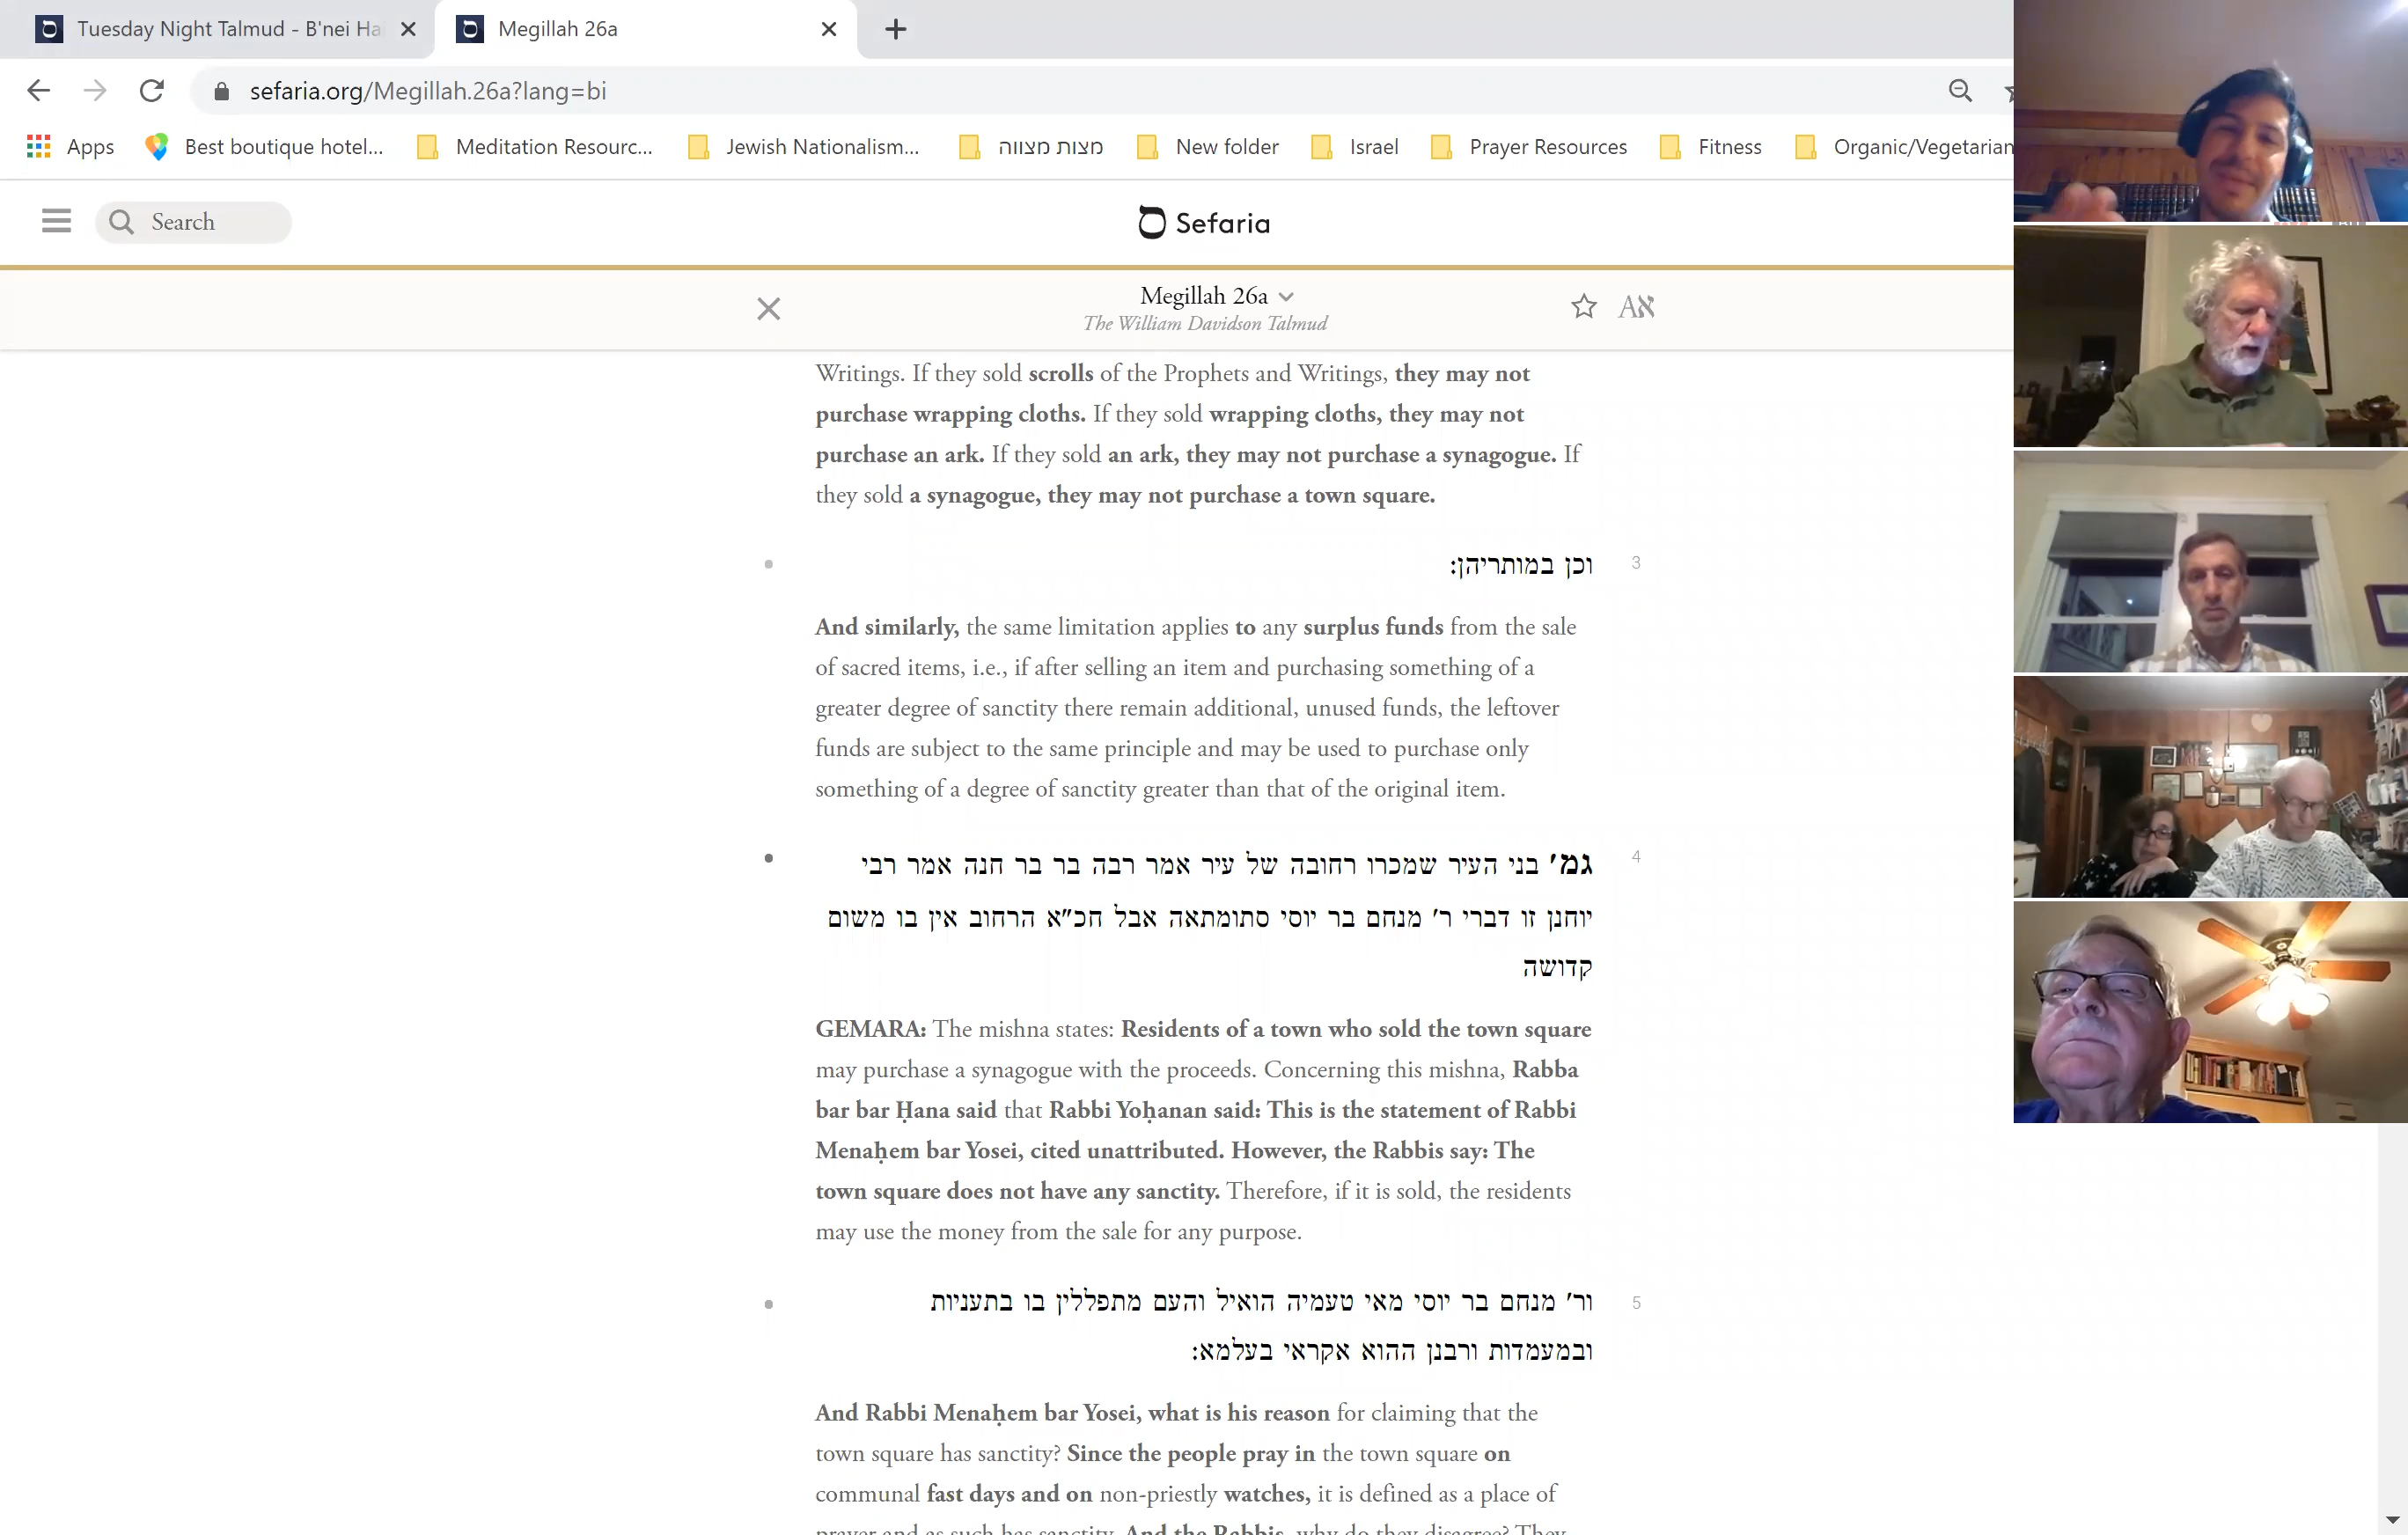 Tuesday Night Talmud - B'nei Ha
Megillah 26a
sefaria.org/Megillah.26a?lang=bi
Apps
Best boutique hotel...
Meditation Resourc...
Jewish Nationalism...
מצות מצווה
New folder
Israel
Prayer Resources
Fitness
Organic/Vegetarian
Search
Sefaria
Megillah 26a
The William Davidson Talmud
Aא
Writings. If they sold scrolls of the Prophets and Writings, they may not
purchase wrapping cloths. If they sold wrapping cloths, they may not
purchase an ark. If they sold an ark, they may not purchase a synagogue. If
they sold a synagogue, they may not purchase a town square.
3
וכן במותריהן:
And similarly, the same limitation applies to any surplus funds from the sale
of sacred items, i.e., if after selling an item and purchasing something of a
greater degree of sanctity there remain additional, unused funds, the leftover
funds are subject to the same principle and may be used to purchase only
something of a degree of sanctity greater than that of the original item.
4
גמ׳ בני העיר שמכרו רחובה של עיר אמר רבה בר בר חנה אמר רבי
יוחנן זו דברי ר׳ מנחם בר יוסי סתומתאה אבל חכ״א הרחוב אין בו משום
קדושה
GEMARA: The mishna states: Residents of a town who sold the town square
may purchase a synagogue with the proceeds. Concerning this mishna, Rabba
bar bar Ḥana said that Rabbi Yoḥanan said: This is the statement of Rabbi
Menaḥem bar Yosei, cited unattributed. However, the Rabbis say: The
town square does not have any sanctity. Therefore, if it is sold, the residents
may use the money from the sale for any purpose.
5
ור׳ מנחם בר יוסי מאי טעמיה הואיל והעם מתפללין בו בתעניות
ובמעמדות ורבנן ההוא אקראי בעלמא:
And Rabbi Menaḥem bar Yosei, what is his reason for claiming that the
town square has sanctity? Since the people pray in the town square on
communal fast days and on non-priestly watches, it is defined as a place of
prayer and as such has sanctity. And the Rabbis, why do they disagree? They